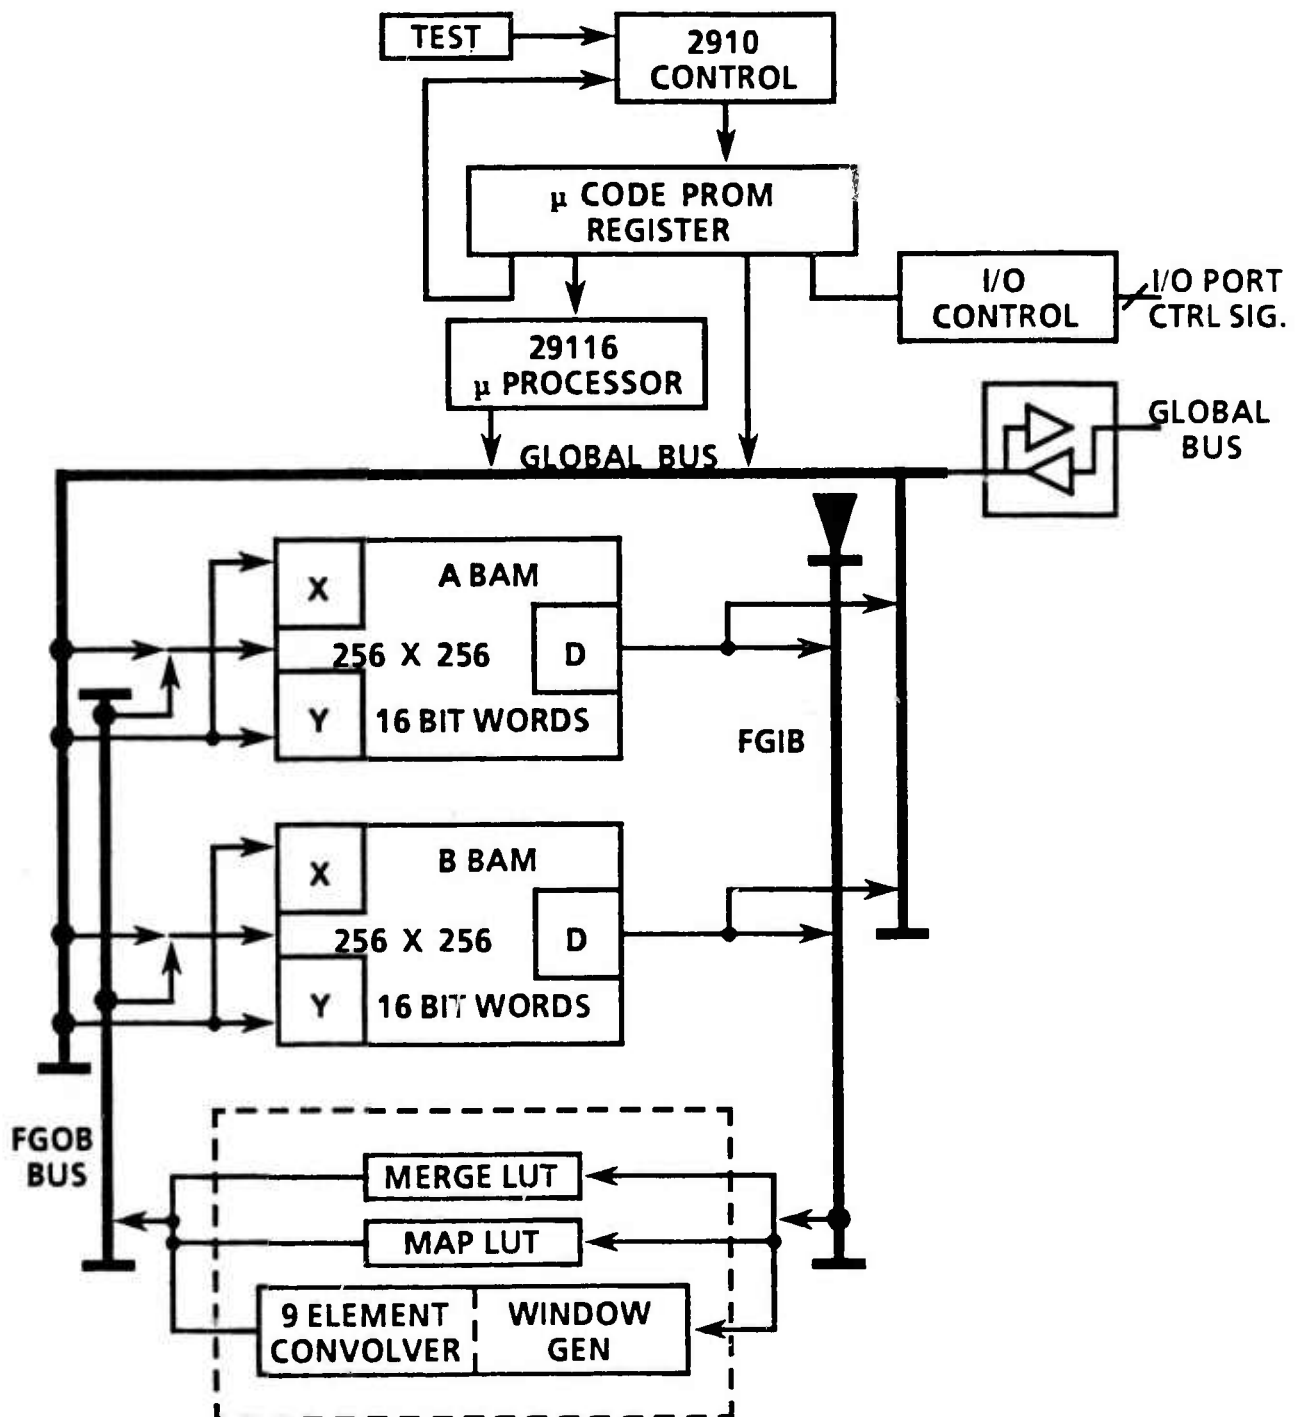 TEST
2910
CONTROL
μ CODE PROM
REGISTER
I/O
CONTROL
I/O PORT
CTRL SIG.
29116
μ PROCESSOR
GLOBAL BUS
GLOBAL
BUS
X
A BAM
256 X 256
D
Y
16 BIT WORDS
FGIB
X
B BAM
256 X 256
D
Y
16 BIT WORDS
FGOB
BUS
MERGE LUT
MAP LUT
9 ELEMENT
CONVOLVER
WINDOW
GEN